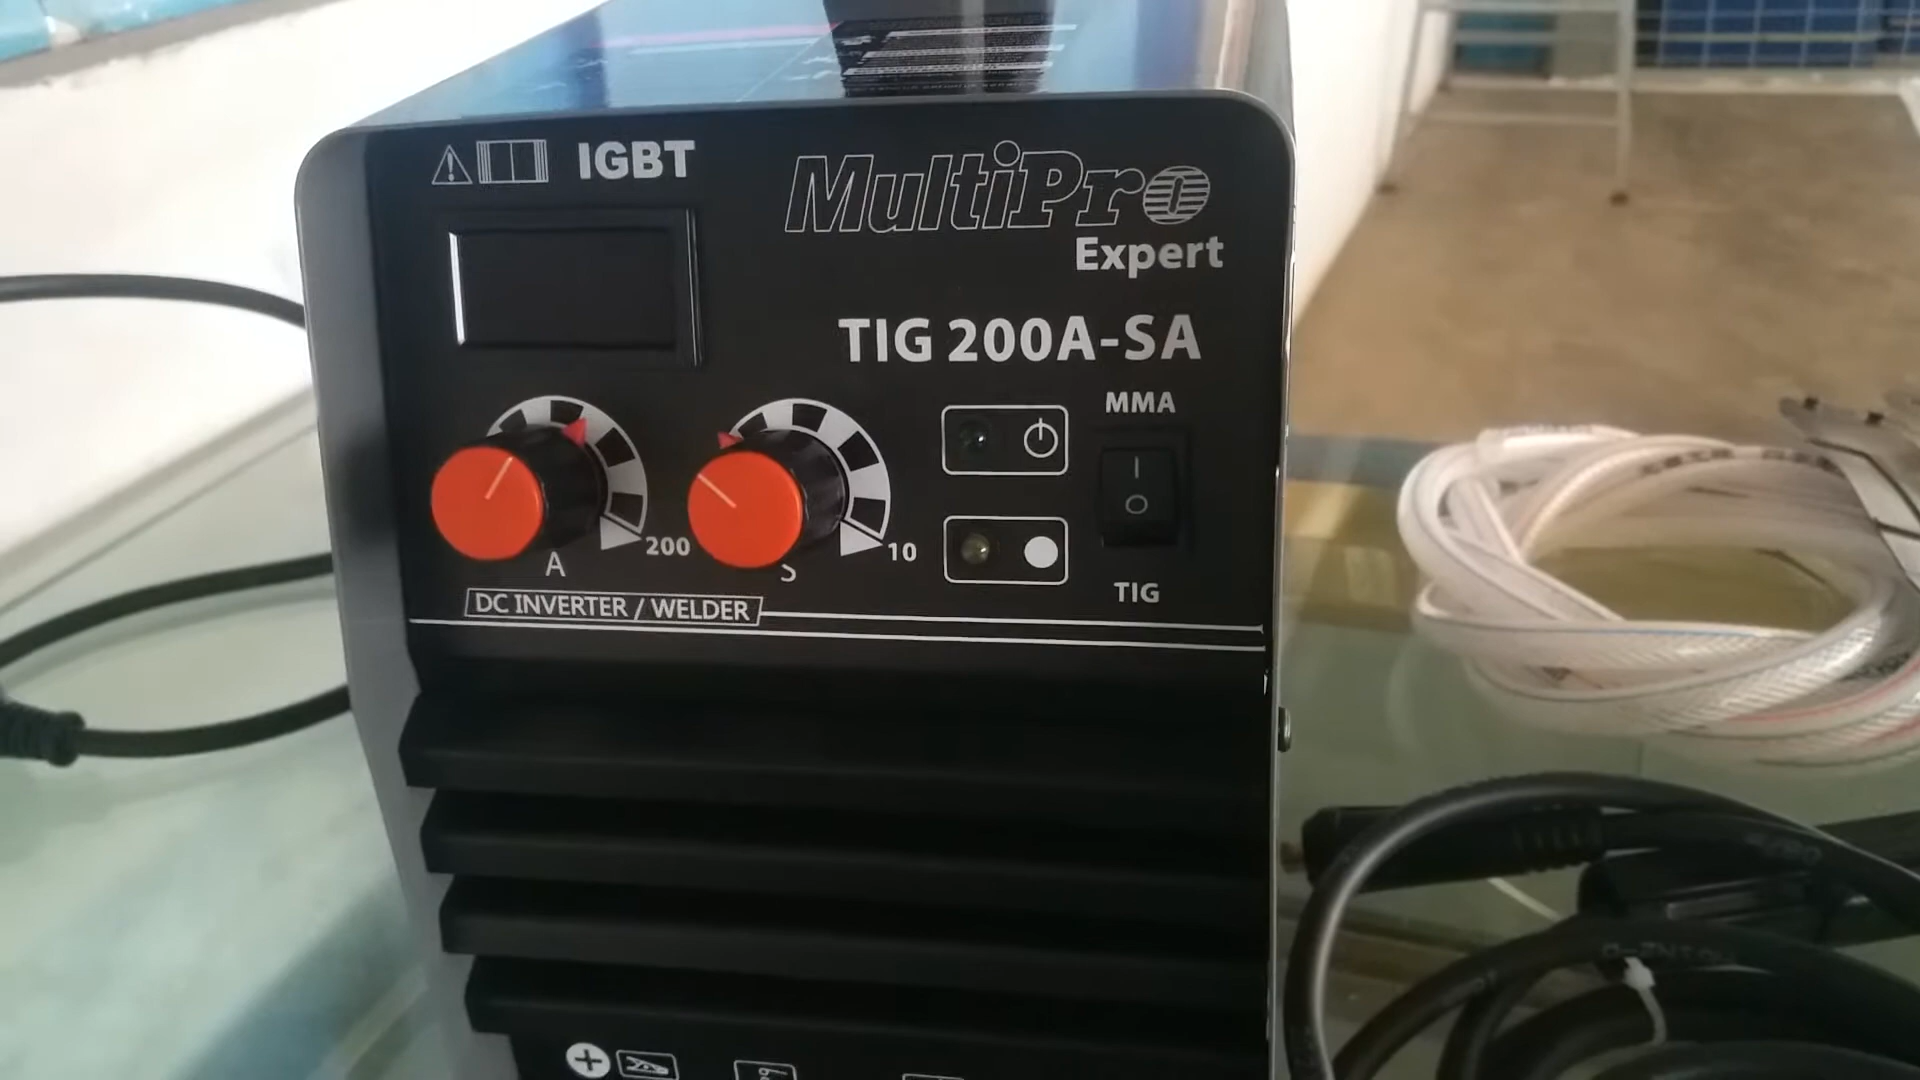 IGBT
MultiPro
Expert
TIG 200A-SA
MMA
200
10
A
S
TIG
DC INVERTER / WELDER